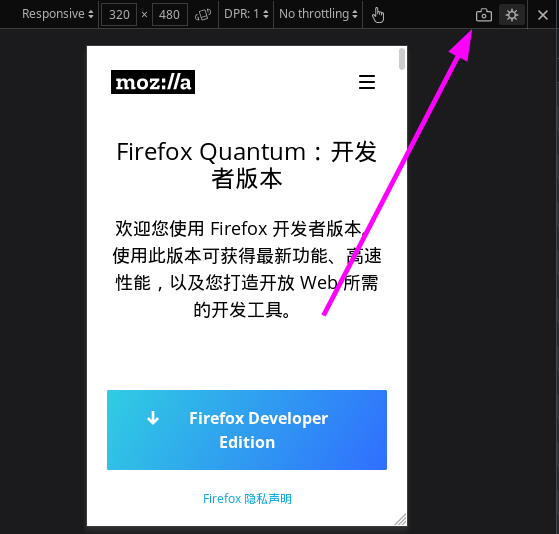 Responsive 320 × 480 DPR: 1 No throttling
moz://a
Firefox Quantum：开发
者版本
欢迎您使用 Firefox 开发者版本。
使用此版本可获得最新功能、高速
性能，以及您打造开放 Web 所需
的开发工具。
Firefox Developer
Edition
Firefox 隐私声明